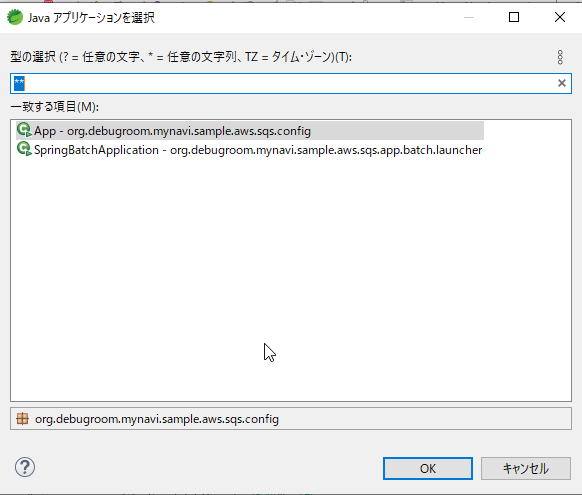 Java アプリケーションを選択
型の選択 (? = 任意の文字、* = 任意の文字列、TZ = タイム・ゾーン)(T):
**
一致する項目(M):
App - org.debugroom.mynavi.sample.aws.sqs.config
SpringBatchApplication - org.debugroom.mynavi.sample.aws.sqs.app.batch.launcher
org.debugroom.mynavi.sample.aws.sqs.config
OK
キャンセル